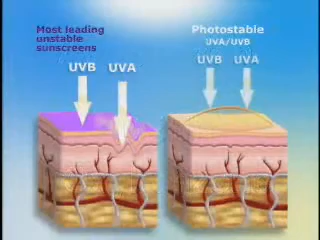 Most leading
unstable
sunscreens
UVB UVA
Photostable
UVA/UVB
UVB UVA